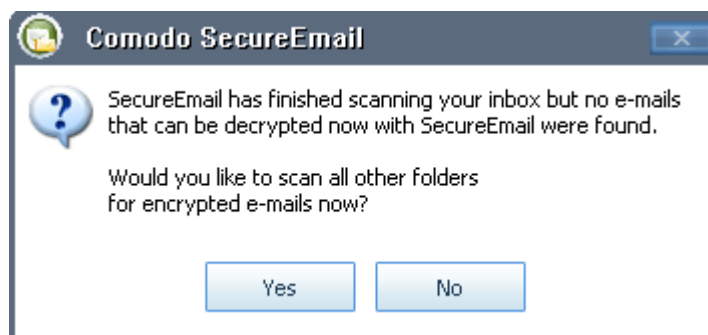 Comodo SecureEmail
SecureEmail has finished scanning your inbox but no e-mails
that can be decrypted now with SecureEmail were found.
Would you like to scan all other folders
for encrypted e-mails now?
Yes
No